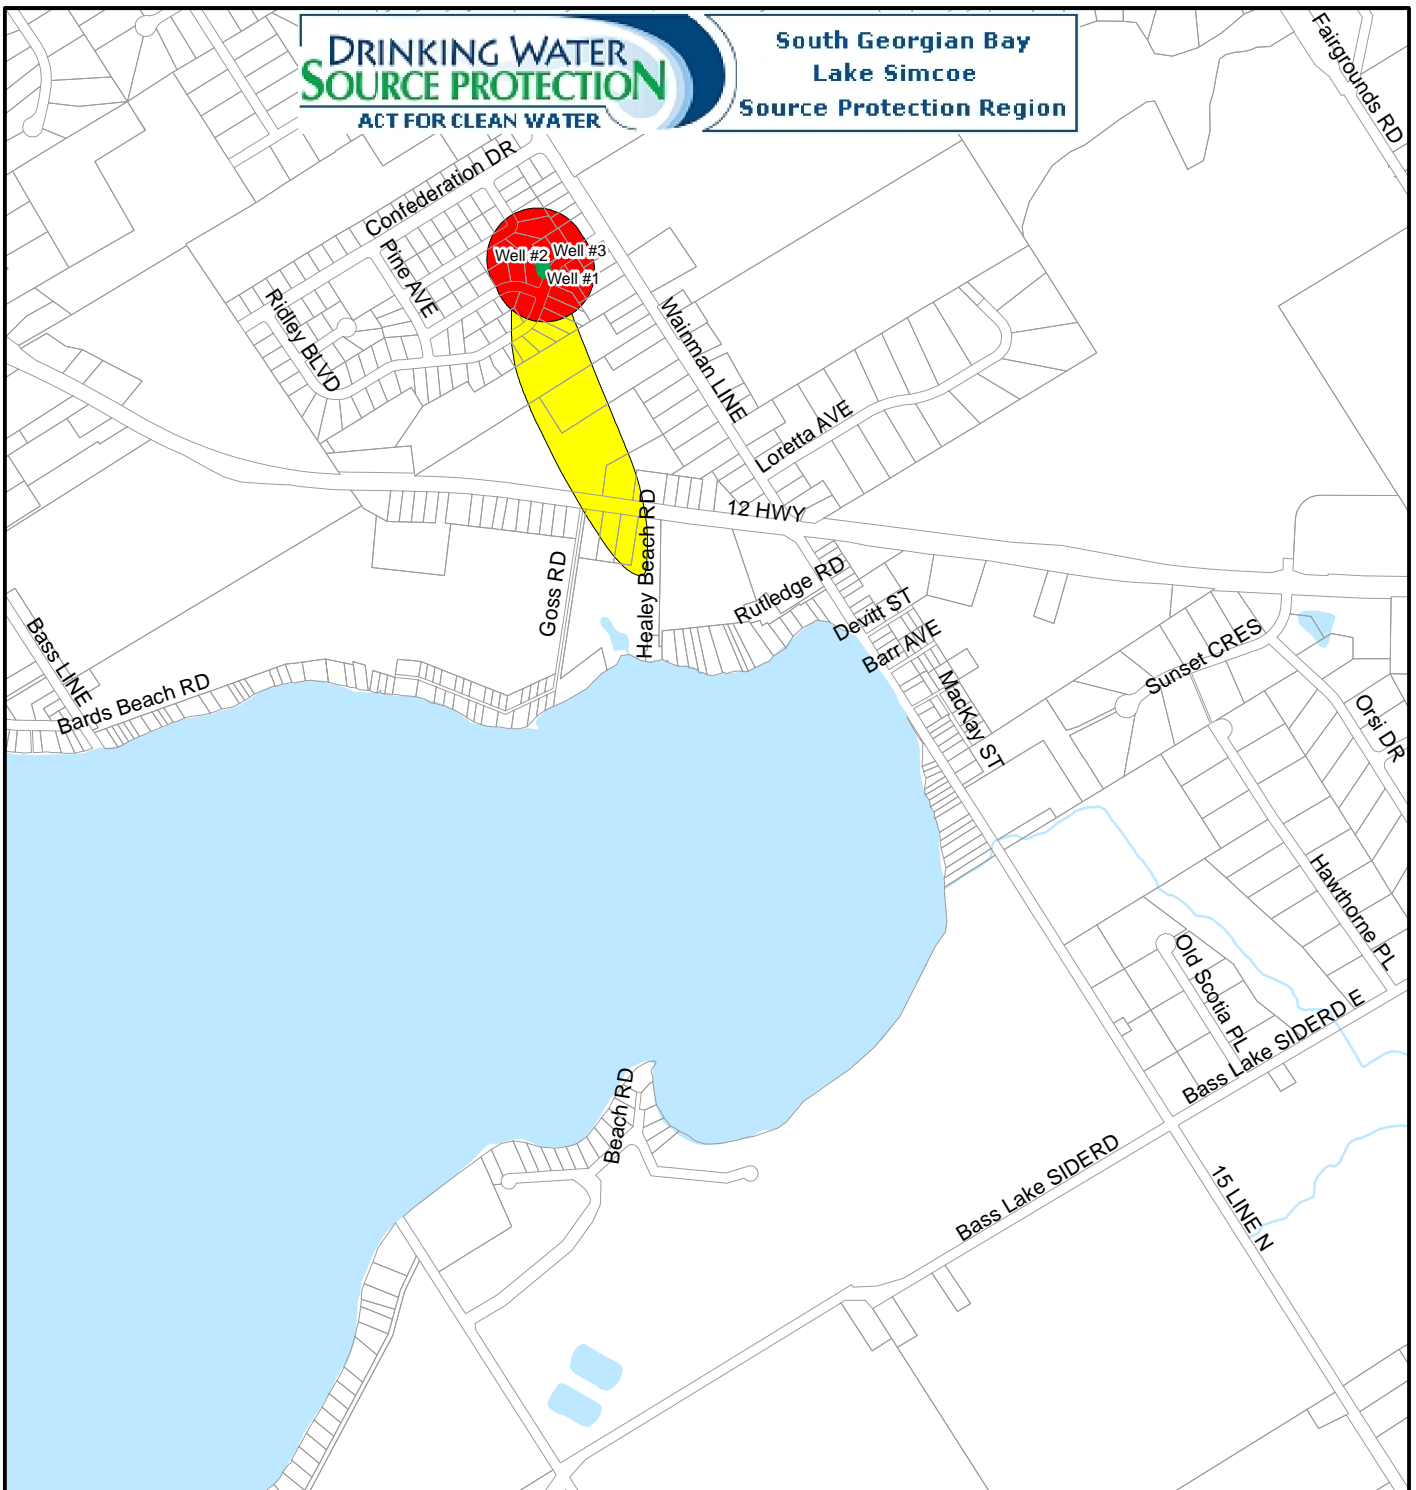 DRINKING WATER
SOURCE PROTECTION
ACT FOR CLEAN WATER
South Georgian Bay
Lake Simcoe
Source Protection Region
Fairgrounds RD
Confederation DR
Pine AVE
Ridley BLVD
Well #2
Well #3
Well #1
Wainman LINE
Loretta AVE
12 HWY
Goss RD
Healey Beach RD
Rutledge RD
Devitt ST
Barr AVE
MacKay ST
Sunset CRES
Orsi DR
Bass LINE
Bards Beach RD
Hawthorne PL
Old Scotia PL
Bass Lake SIDERD E
Beach RD
Bass Lake SIDERD
15 LINE N